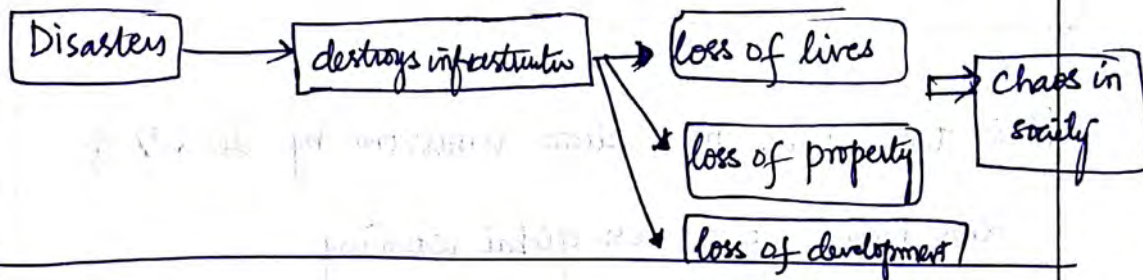 Disasters
destroys infrastructure
loss of lives
loss of property
loss of development
chaos in
society